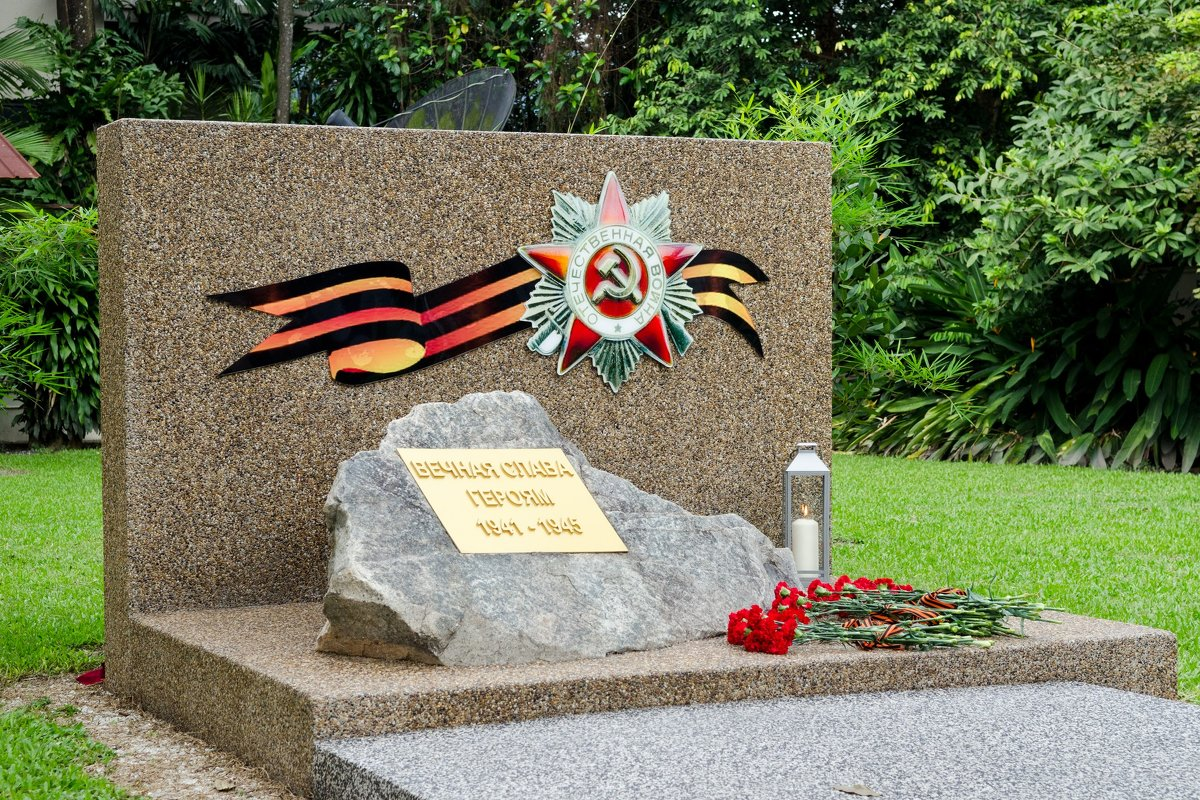 ОТЕЧЕСТВЕННАЯ ВОЙНА
ВЕЧНАЯ СЛАВА
ГЕРОЯМ
1941 - 1945